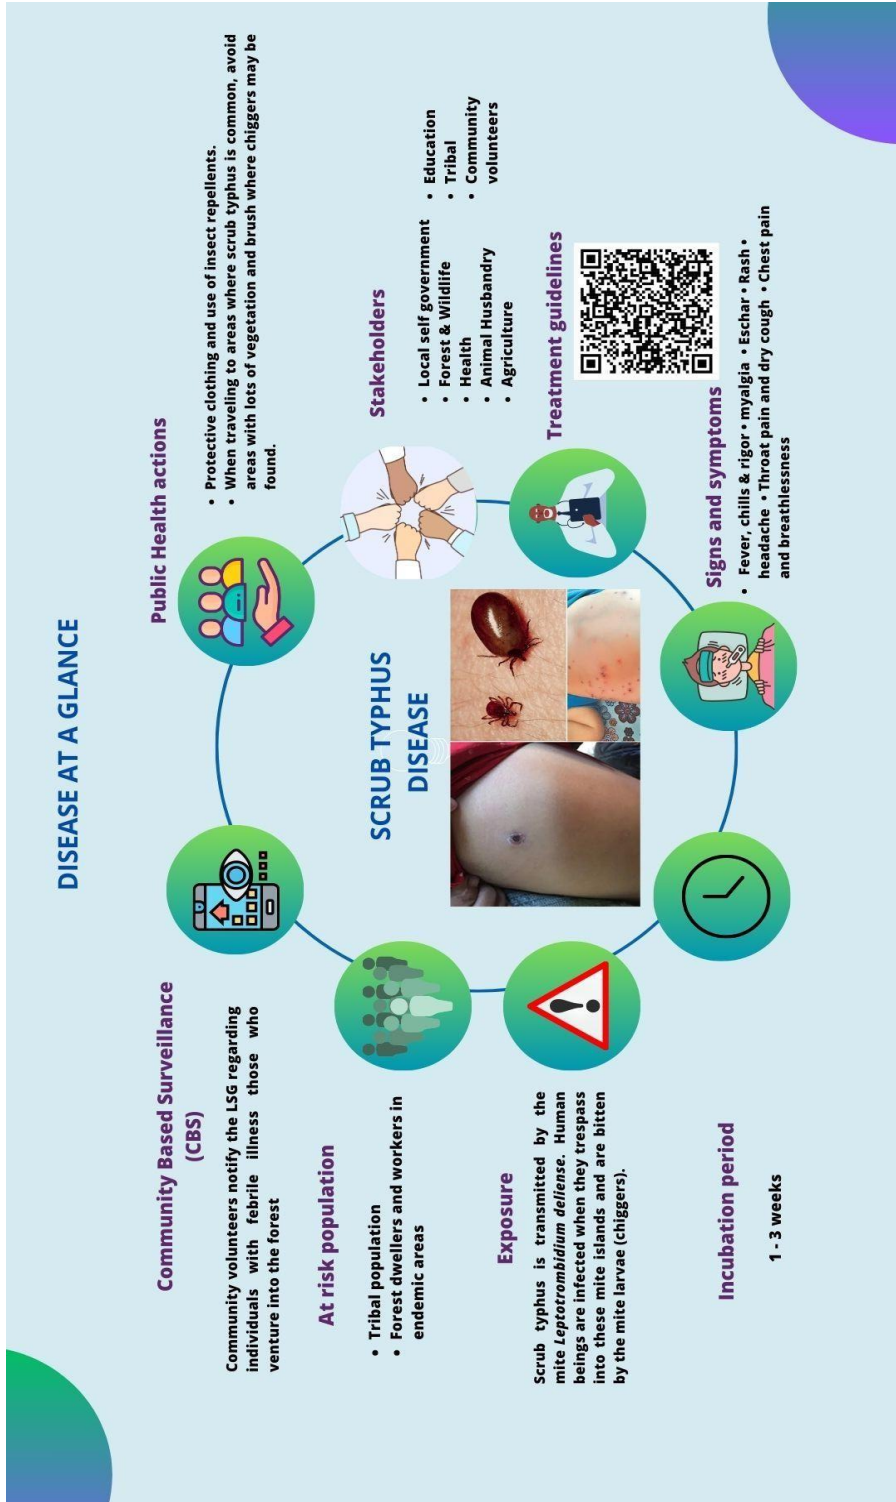 DISEASE AT A GLANCE
Community Based Surveillance
(CBS)
Community volunteers notify the LSG regarding
individuals with febrile illness those who
venture into the forest
Public Health actions
• Protective clothing and use of insect repellents.
• When traveling to areas where scrub typhus is common, avoid
areas with lots of vegetation and brush where chiggers may be
found.
At risk population
• Tribal population
• Forest dwellers and workers in
endemic areas
SCRUB TYPHUS
DISEASE
Stakeholders
• Local self government
• Forest & Wildlife
• Health
• Animal Husbandry
• Agriculture
• Education
• Tribal
• Community
volunteers
Exposure
Scrub typhus is transmitted by the
mite Leptotrombidium deliense. Human
beings are infected when they trespass
into these mite islands and are bitten
by the mite larvae (chiggers).
Treatment guidelines
Incubation period
1 - 3 weeks
Signs and symptoms
• Fever, chills & rigor • myalgia • Eschar • Rash •
headache • Throat pain and dry cough • Chest pain
and breathlessness